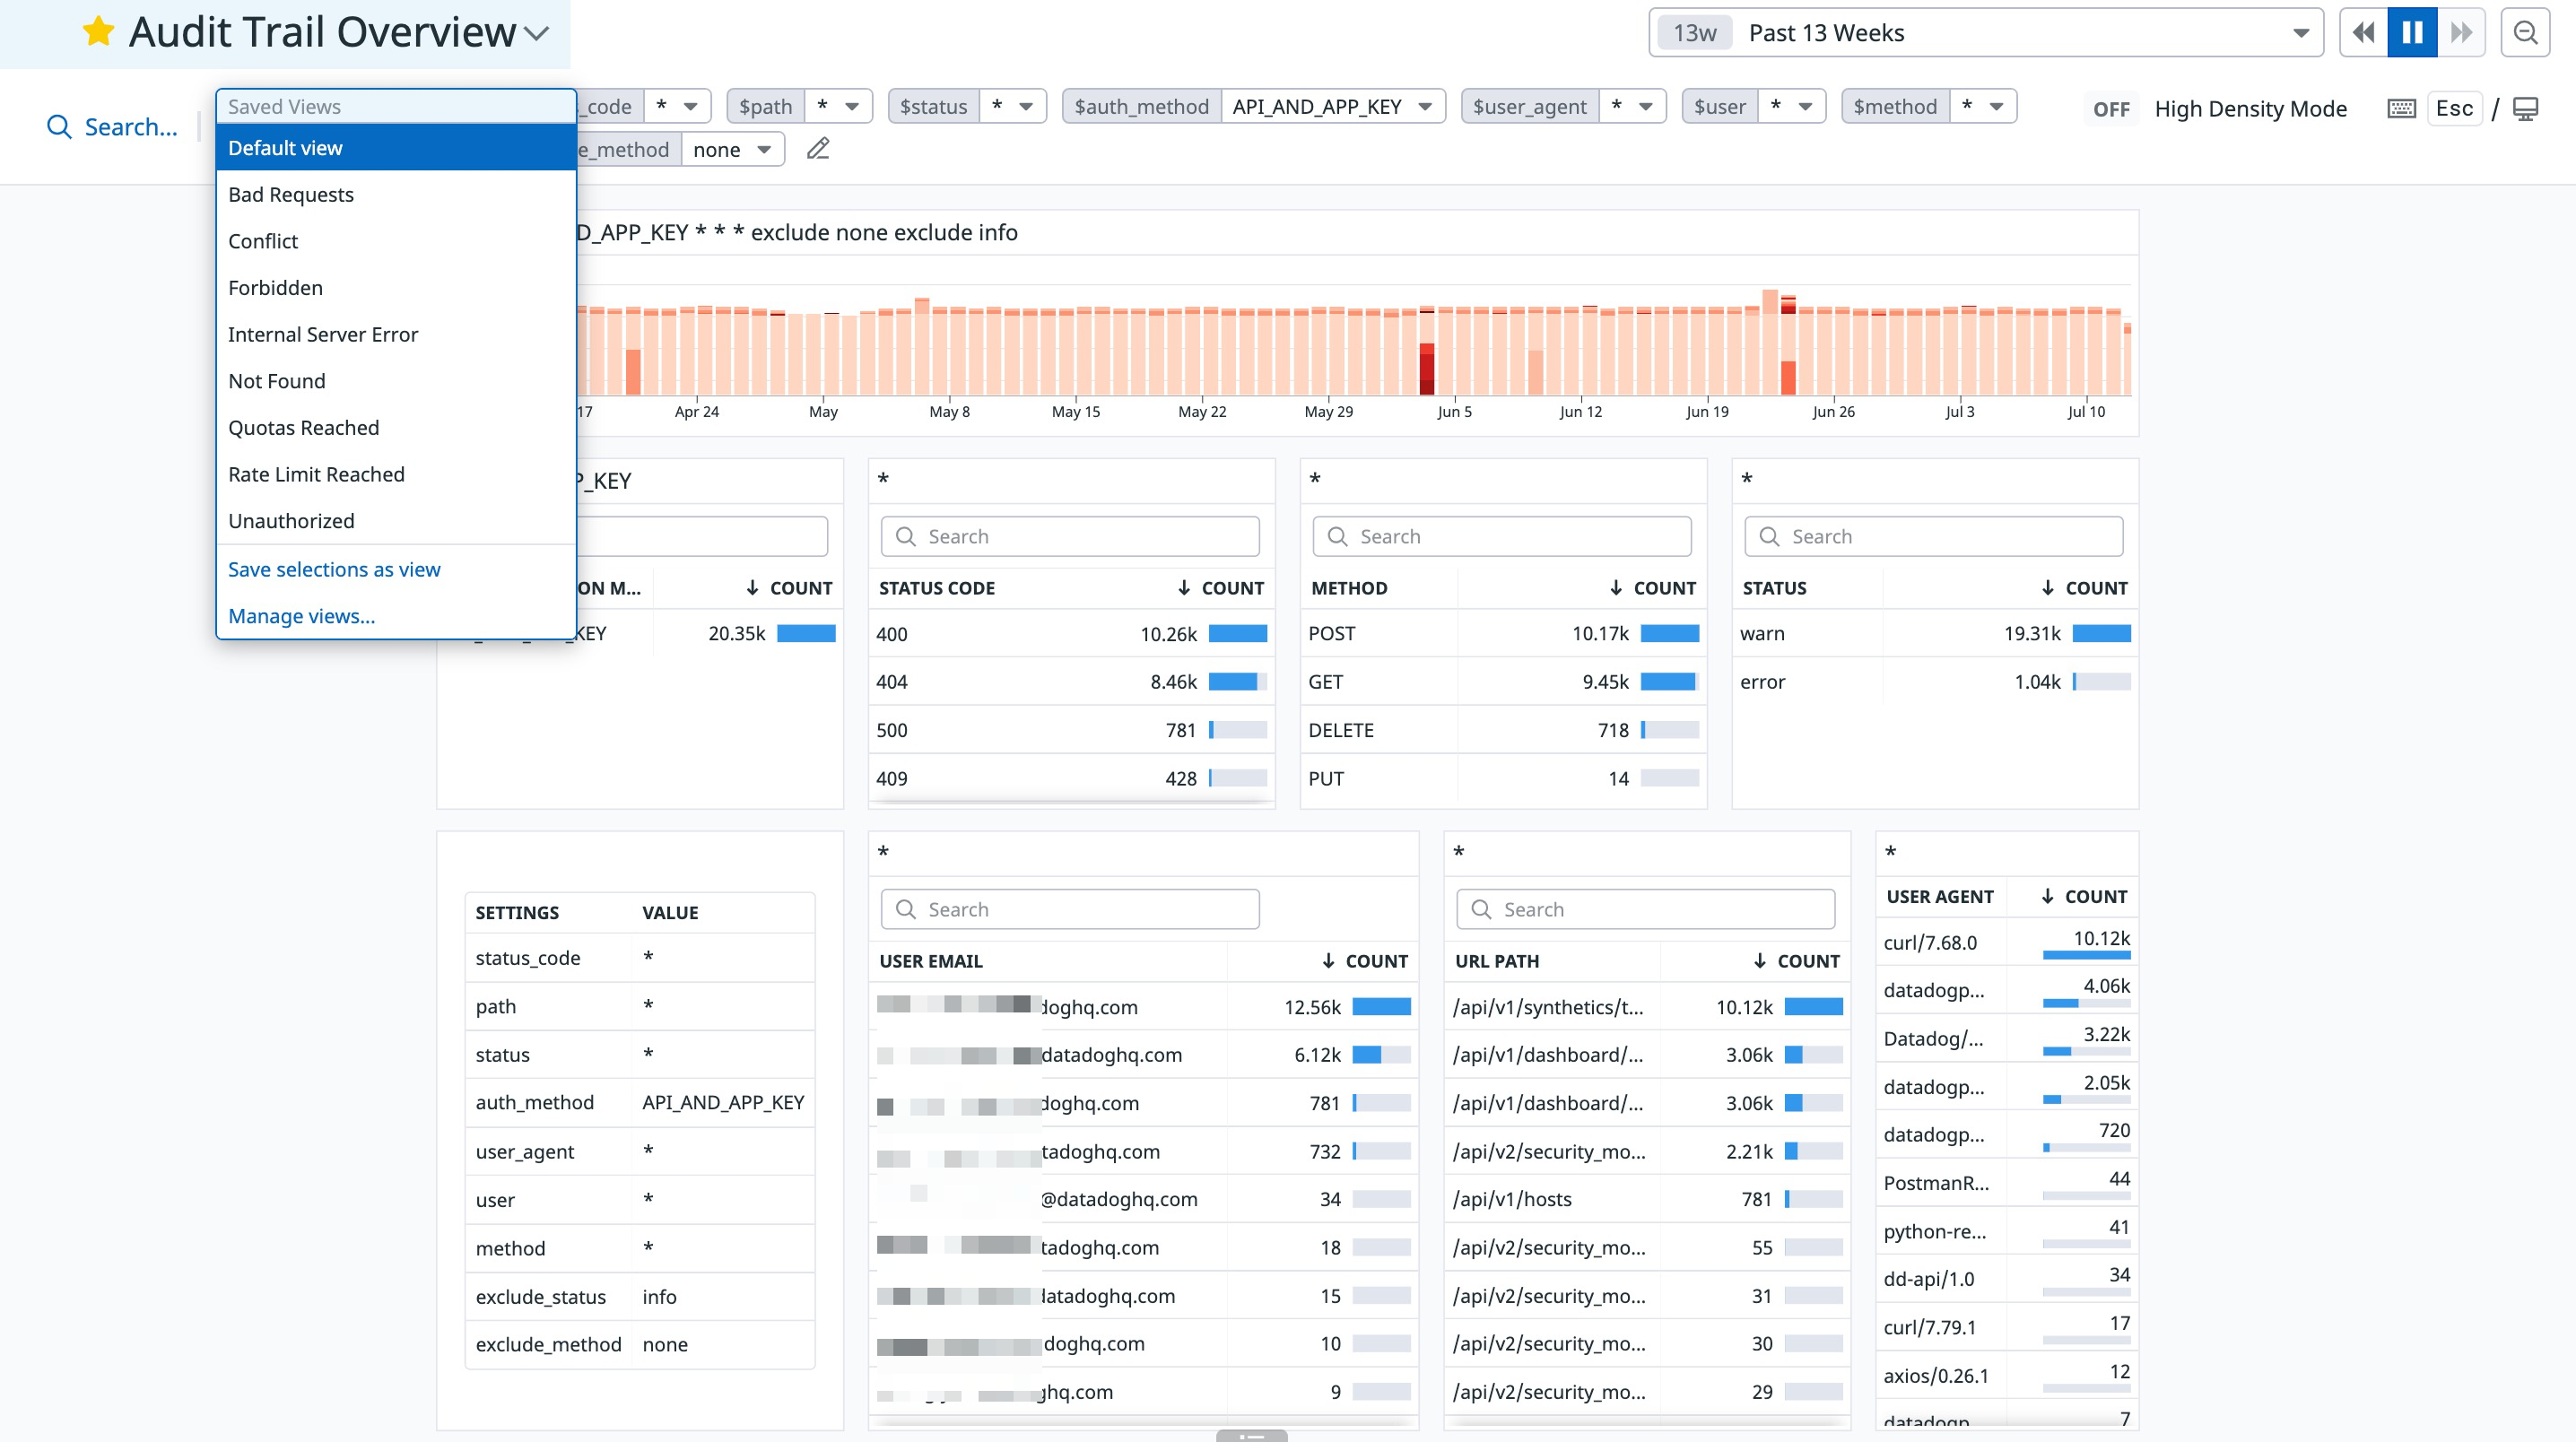 Audit Trail Overview
13w Past 13 Weeks
Search...
Saved Views
_code *
$path *
$status *
$auth_method API_AND_APP_KEY
$user_agent *
$user *
$method *
OFF High Density Mode
Esc /
e_method none
Default view
Bad Requests
Conflict
Forbidden
Internal Server Error
Not Found
Quotas Reached
Rate Limit Reached
Unauthorized
Save selections as view
Manage views...
D_APP_KEY * * * exclude none exclude info
17 Apr 24 May May 8 May 15 May 22 May 29 Jun 5 Jun 12 Jun 19 Jun 26 Jul 3 Jul 10
P_KEY
ON M... COUNT
KEY 20.35k
*
Search
STATUS CODE COUNT
400 10.26k
404 8.46k
500 781
409 428
*
Search
METHOD COUNT
POST 10.17k
GET 9.45k
DELETE 718
PUT 14
*
Search
STATUS COUNT
warn 19.31k
error 1.04k
SETTINGS VALUE
status_code *
path *
status *
auth_method API_AND_APP_KEY
user_agent *
user *
method *
exclude_status info
exclude_method none
*
Search
USER EMAIL COUNT
doghq.com 12.56k
datadoghq.com 6.12k
doghq.com 781
tadoghq.com 732
@datadoghq.com 34
tadoghq.com 18
datadoghq.com 15
doghq.com 10
ghq.com 9
*
Search
URL PATH COUNT
/api/v1/synthetics/t... 10.12k
/api/v1/dashboard/... 3.06k
/api/v1/dashboard/... 3.06k
/api/v2/security_mo... 2.21k
/api/v1/hosts 781
/api/v2/security_mo... 55
/api/v2/security_mo... 31
/api/v2/security_mo... 30
/api/v2/security_mo... 29
*
USER AGENT COUNT
curl/7.68.0 10.12k
datadogp... 4.06k
Datadog/... 3.22k
datadogp... 2.05k
datadogp... 720
PostmanR... 44
python-re... 41
dd-api/1.0 34
curl/7.79.1 17
axios/0.26.1 12
datadogp 7